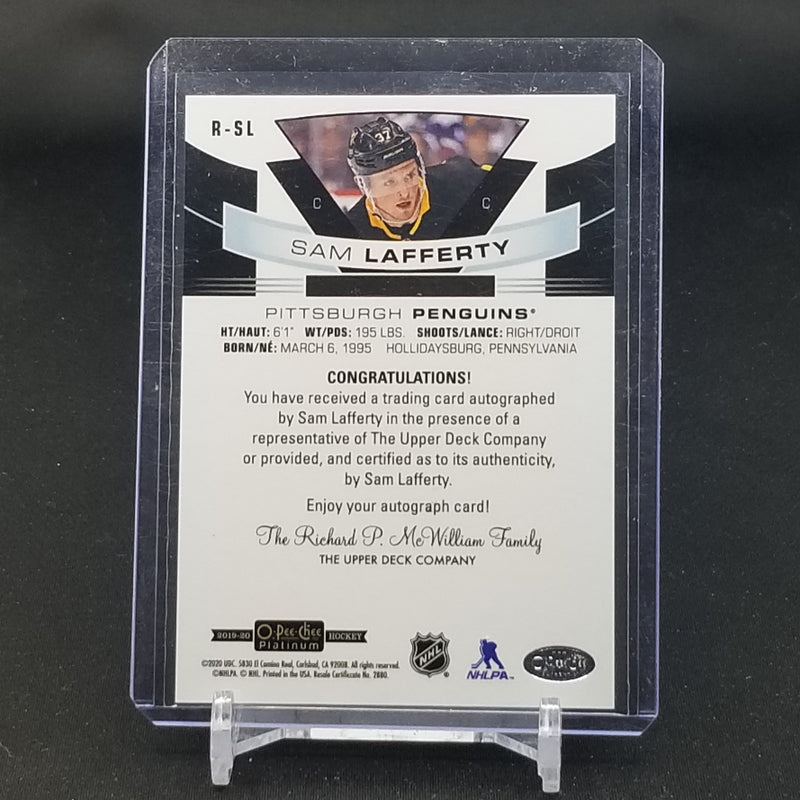 R-SL
37
C C
SAM LAFFERTY
PITTSBURGH PENGUINS®
HT/HAUT: 6'1" WT/PDS: 195 LBS. SHOOTS/LANCE: RIGHT/DROIT
BORN/NÉ: MARCH 6, 1995 HOLLIDAYSBURG, PENNSYLVANIA
CONGRATULATIONS!
You have received a trading card autographed
by Sam Lafferty in the presence of a
representative of The Upper Deck Company
or provided, and certified as to its authenticity,
by Sam Lafferty.
Enjoy your autograph card!
The Richard P. McWilliam Family
THE UPPER DECK COMPANY
2019-20 O-Pee-Chee HOCKEY
Platinum
NHL
NHLPA™
©2020 UDC. 5830 El Camino Real, Carlsbad, CA 92008. All rights reserved.
©NHLPA. © NHL. Printed in the USA. Resale Certificate No. 2880.